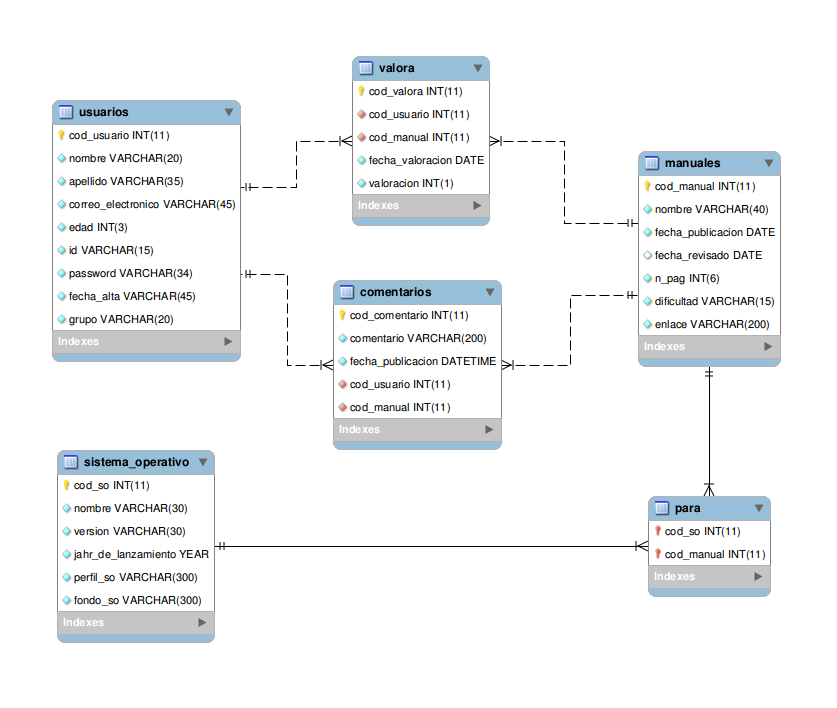 usuarios
cod_usuario INT(11)
nombre VARCHAR(20)
apellido VARCHAR(35)
correo_electronico VARCHAR(45)
edad INT(3)
id VARCHAR(15)
password VARCHAR(34)
fecha_alta VARCHAR(45)
grupo VARCHAR(20)
Indexes
valora
cod_valora INT(11)
cod_usuario INT(11)
cod_manual INT(11)
fecha_valoracion DATE
valoracion INT(1)
Indexes
manuales
cod_manual INT(11)
nombre VARCHAR(40)
fecha_publicacion DATE
fecha_revisado DATE
n_pag INT(6)
dificultad VARCHAR(15)
enlace VARCHAR(200)
Indexes
comentarios
cod_comentario INT(11)
comentario VARCHAR(200)
fecha_publicacion DATETIME
cod_usuario INT(11)
cod_manual INT(11)
Indexes
sistema_operativo
cod_so INT(11)
nombre VARCHAR(30)
version VARCHAR(30)
jahr_de_lanzamiento YEAR
perfil_so VARCHAR(300)
fondo_so VARCHAR(300)
Indexes
para
cod_so INT(11)
cod_manual INT(11)
Indexes